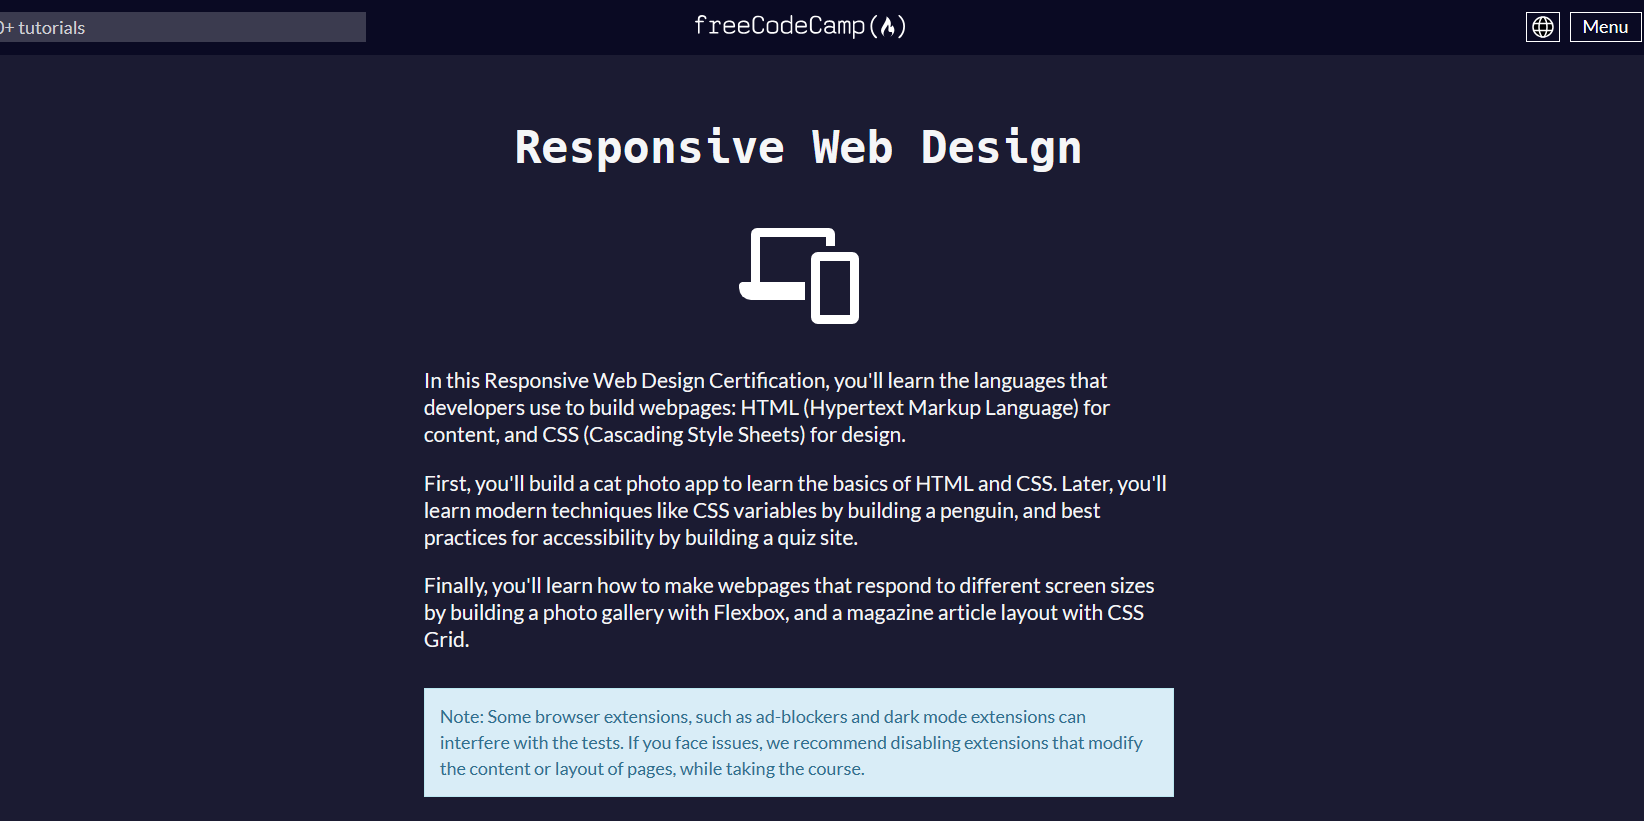 + tutorials
freeCodeCamp(🔥)
Menu
Responsive Web Design
In this Responsive Web Design Certification, you'll learn the languages that
developers use to build webpages: HTML (Hypertext Markup Language) for
content, and CSS (Cascading Style Sheets) for design.
First, you'll build a cat photo app to learn the basics of HTML and CSS. Later, you'll
learn modern techniques like CSS variables by building a penguin, and best
practices for accessibility by building a quiz site.
Finally, you'll learn how to make webpages that respond to different screen sizes
by building a photo gallery with Flexbox, and a magazine article layout with CSS
Grid.
Note: Some browser extensions, such as ad-blockers and dark mode extensions can
interfere with the tests. If you face issues, we recommend disabling extensions that modify
the content or layout of pages, while taking the course.